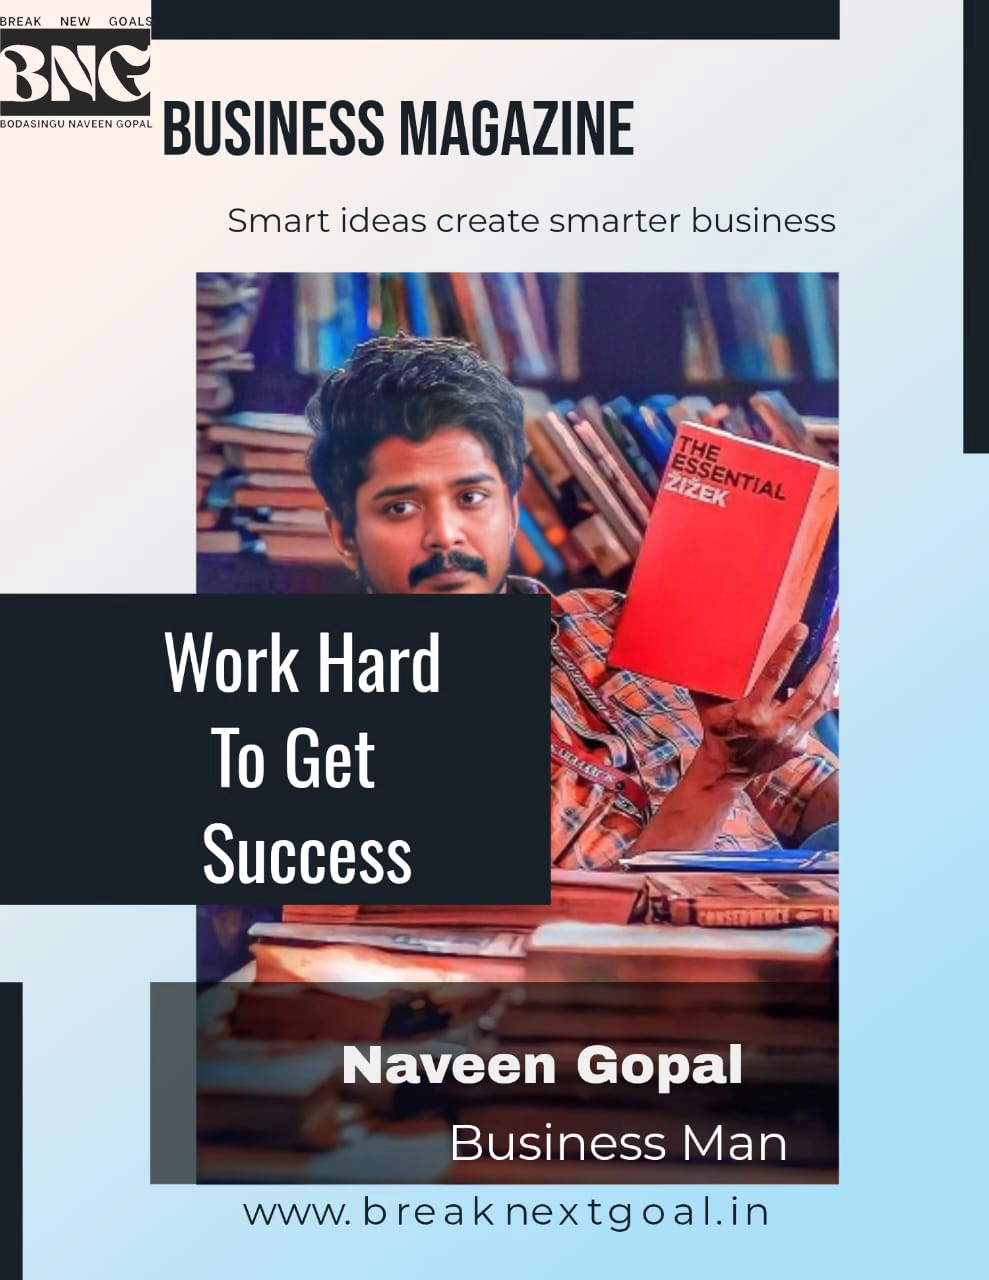 BREAK NEW GOALS
BNG
BODASINGU NAVEEN GOPAL
BUSINESS MAGAZINE
Smart ideas create smarter business
THE
ESSENTIAL
ŽIŽEK
Work Hard
To Get
Success
Naveen Gopal
Business Man
www.breaknextgoal.in